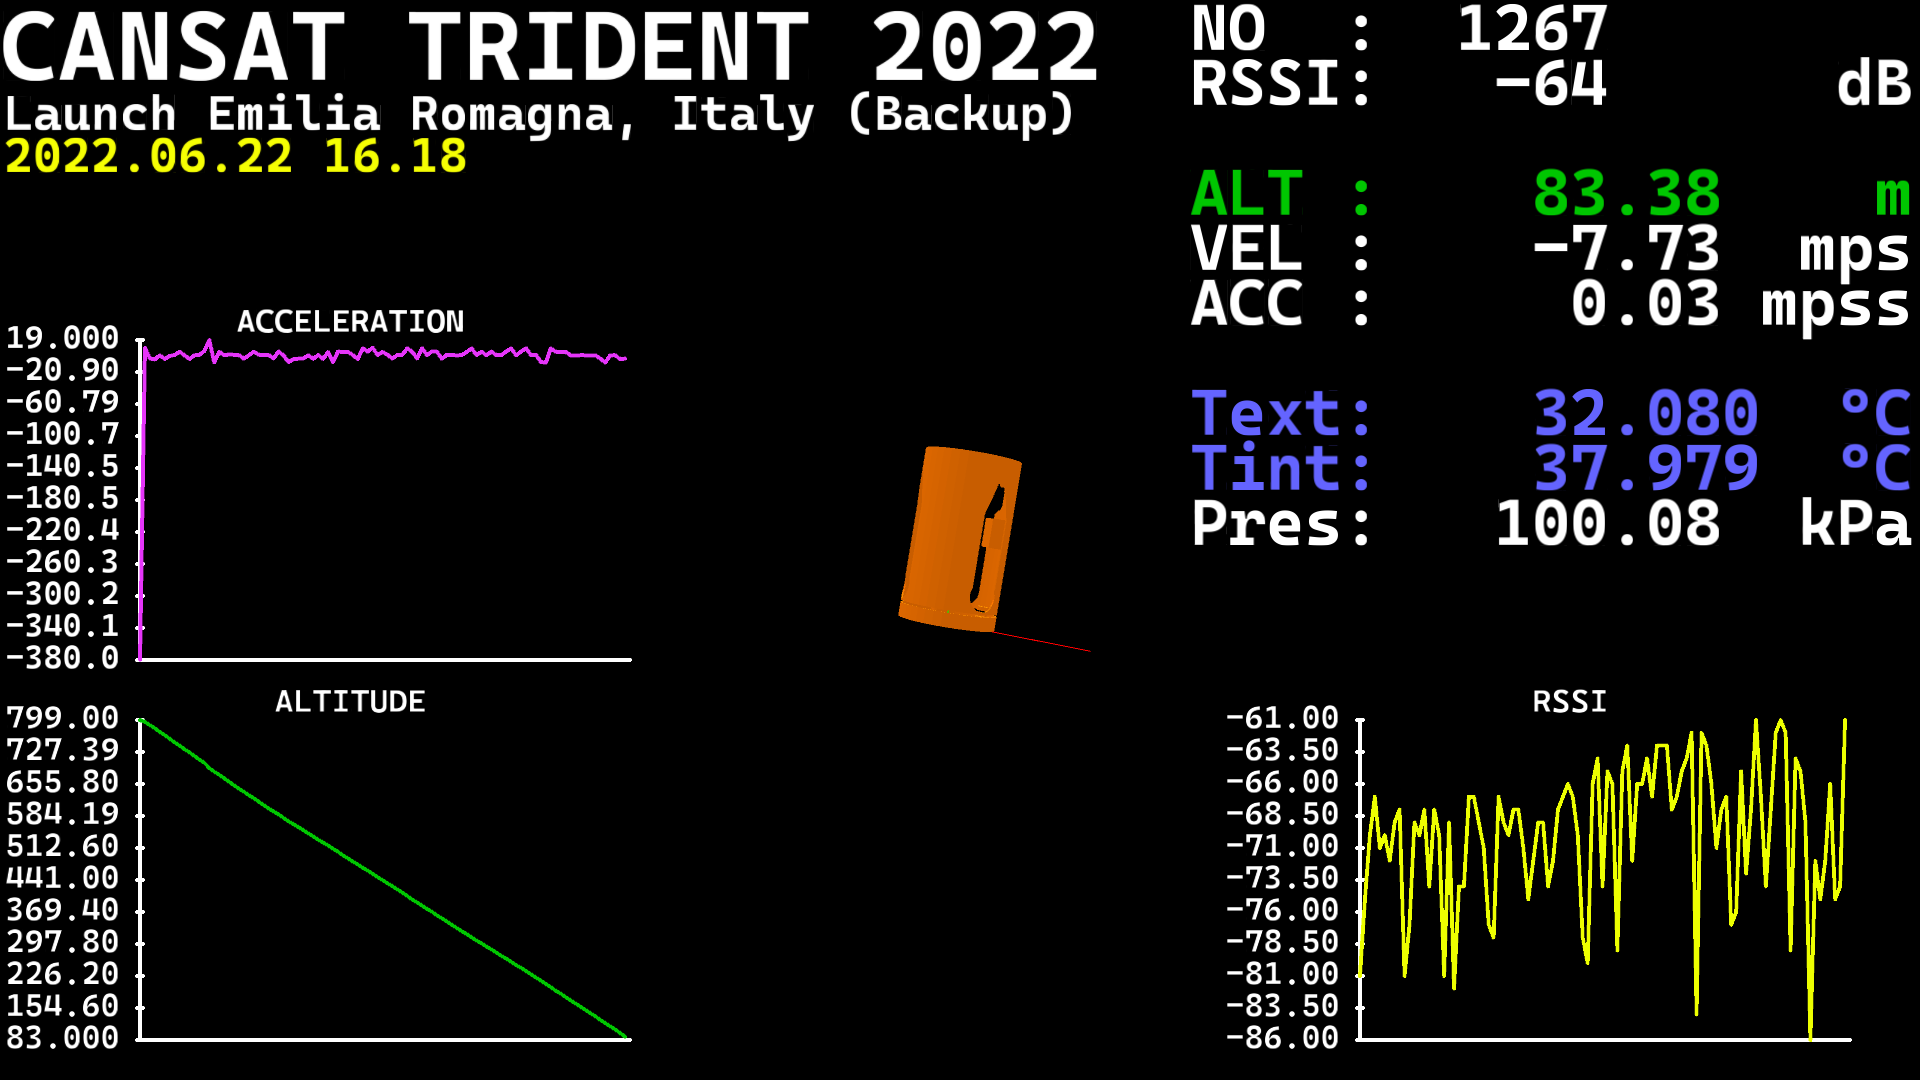 CANSAT TRIDENT 2022
Launch Emilia Romagna, Italy (Backup)
2022.06.22 16.18
NO : 1267
RSSI: -64 dB
ALT : 83.38 m
VEL : -7.73 mps
ACC : 0.03 mpss
Text: 32.080 °C
Tint: 37.979 °C
Pres: 100.08 kPa
ACCELERATION
19.000
-20.90
-60.79
-100.7
-140.5
-180.5
-220.4
-260.3
-300.2
-340.1
-380.0
ALTITUDE
799.00
727.39
655.80
584.19
512.60
441.00
369.40
297.80
226.20
154.60
83.000
RSSI
-61.00
-63.50
-66.00
-68.50
-71.00
-73.50
-76.00
-78.50
-81.00
-83.50
-86.00